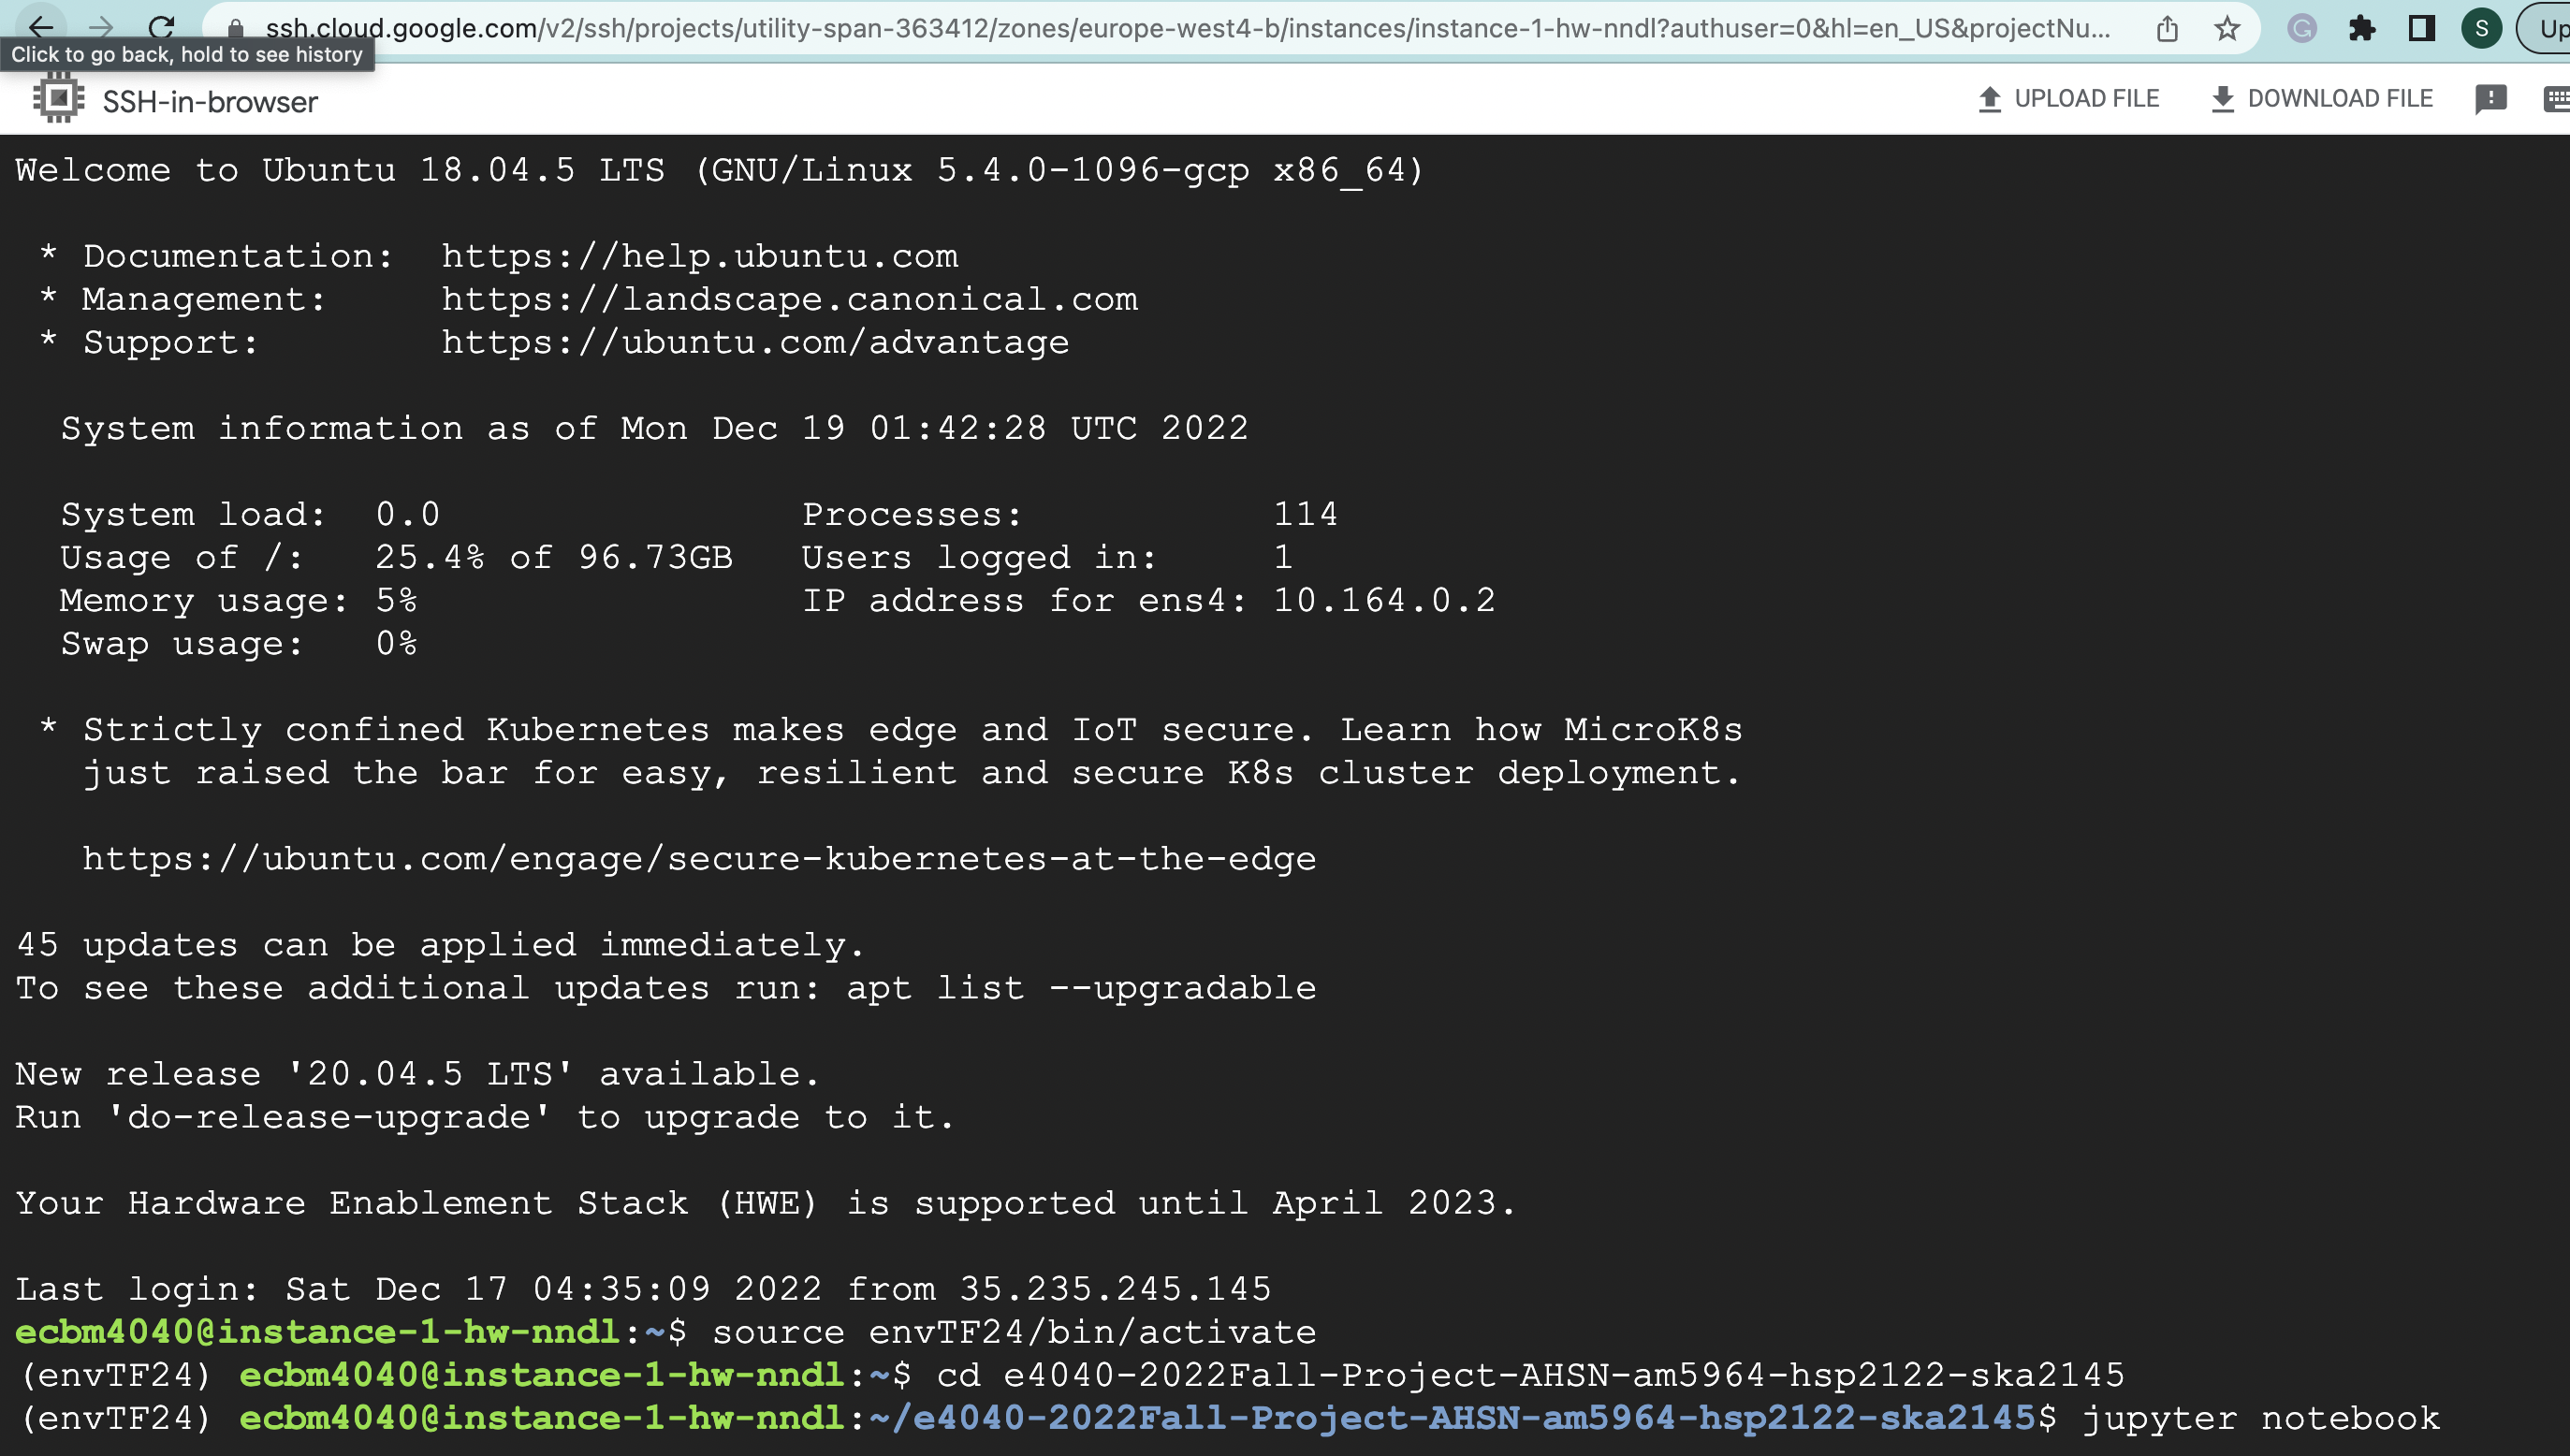 ssh.cloud.google.com/v2/ssh/projects/utility-span-363412/zones/europe-west4-b/instances/instance-1-hw-nndl?authuser=0&hl=en_US&projectNu...
S
Up
Click to go back, hold to see history
SSH-in-browser
UPLOAD FILE
DOWNLOAD FILE
Welcome to Ubuntu 18.04.5 LTS (GNU/Linux 5.4.0-1096-gcp x86_64)
* Documentation: https://help.ubuntu.com
* Management: https://landscape.canonical.com
* Support: https://ubuntu.com/advantage
System information as of Mon Dec 19 01:42:28 UTC 2022
System load: 0.0 Processes: 114
Usage of /: 25.4% of 96.73GB Users logged in: 1
Memory usage: 5% IP address for ens4: 10.164.0.2
Swap usage: 0%
* Strictly confined Kubernetes makes edge and IoT secure. Learn how MicroK8s
just raised the bar for easy, resilient and secure K8s cluster deployment.
https://ubuntu.com/engage/secure-kubernetes-at-the-edge
45 updates can be applied immediately.
To see these additional updates run: apt list --upgradable
New release '20.04.5 LTS' available.
Run 'do-release-upgrade' to upgrade to it.
Your Hardware Enablement Stack (HWE) is supported until April 2023.
Last login: Sat Dec 17 04:35:09 2022 from 35.235.245.145
ecbm4040@instance-1-hw-nndl:~$ source envTF24/bin/activate
(envTF24) ecbm4040@instance-1-hw-nndl:~$ cd e4040-2022Fall-Project-AHSN-am5964-hsp2122-ska2145
(envTF24) ecbm4040@instance-1-hw-nndl:~/e4040-2022Fall-Project-AHSN-am5964-hsp2122-ska2145$ jupyter notebook